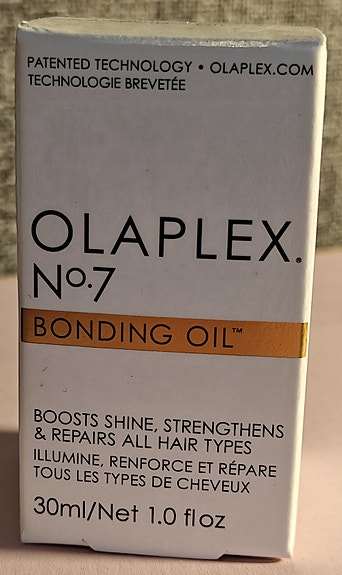 PATENTED TECHNOLOGY • OLAPLEX.COM
TECHNOLOGIE BREVETÉE
OLAPLEX®
Nº.7
BONDING OIL™
BOOSTS SHINE, STRENGTHENS
& REPAIRS ALL HAIR TYPES
ILLUMINE, RENFORCE ET RÉPARE
TOUS LES TYPES DE CHEVEUX
30ml/Net 1.0 fl oz